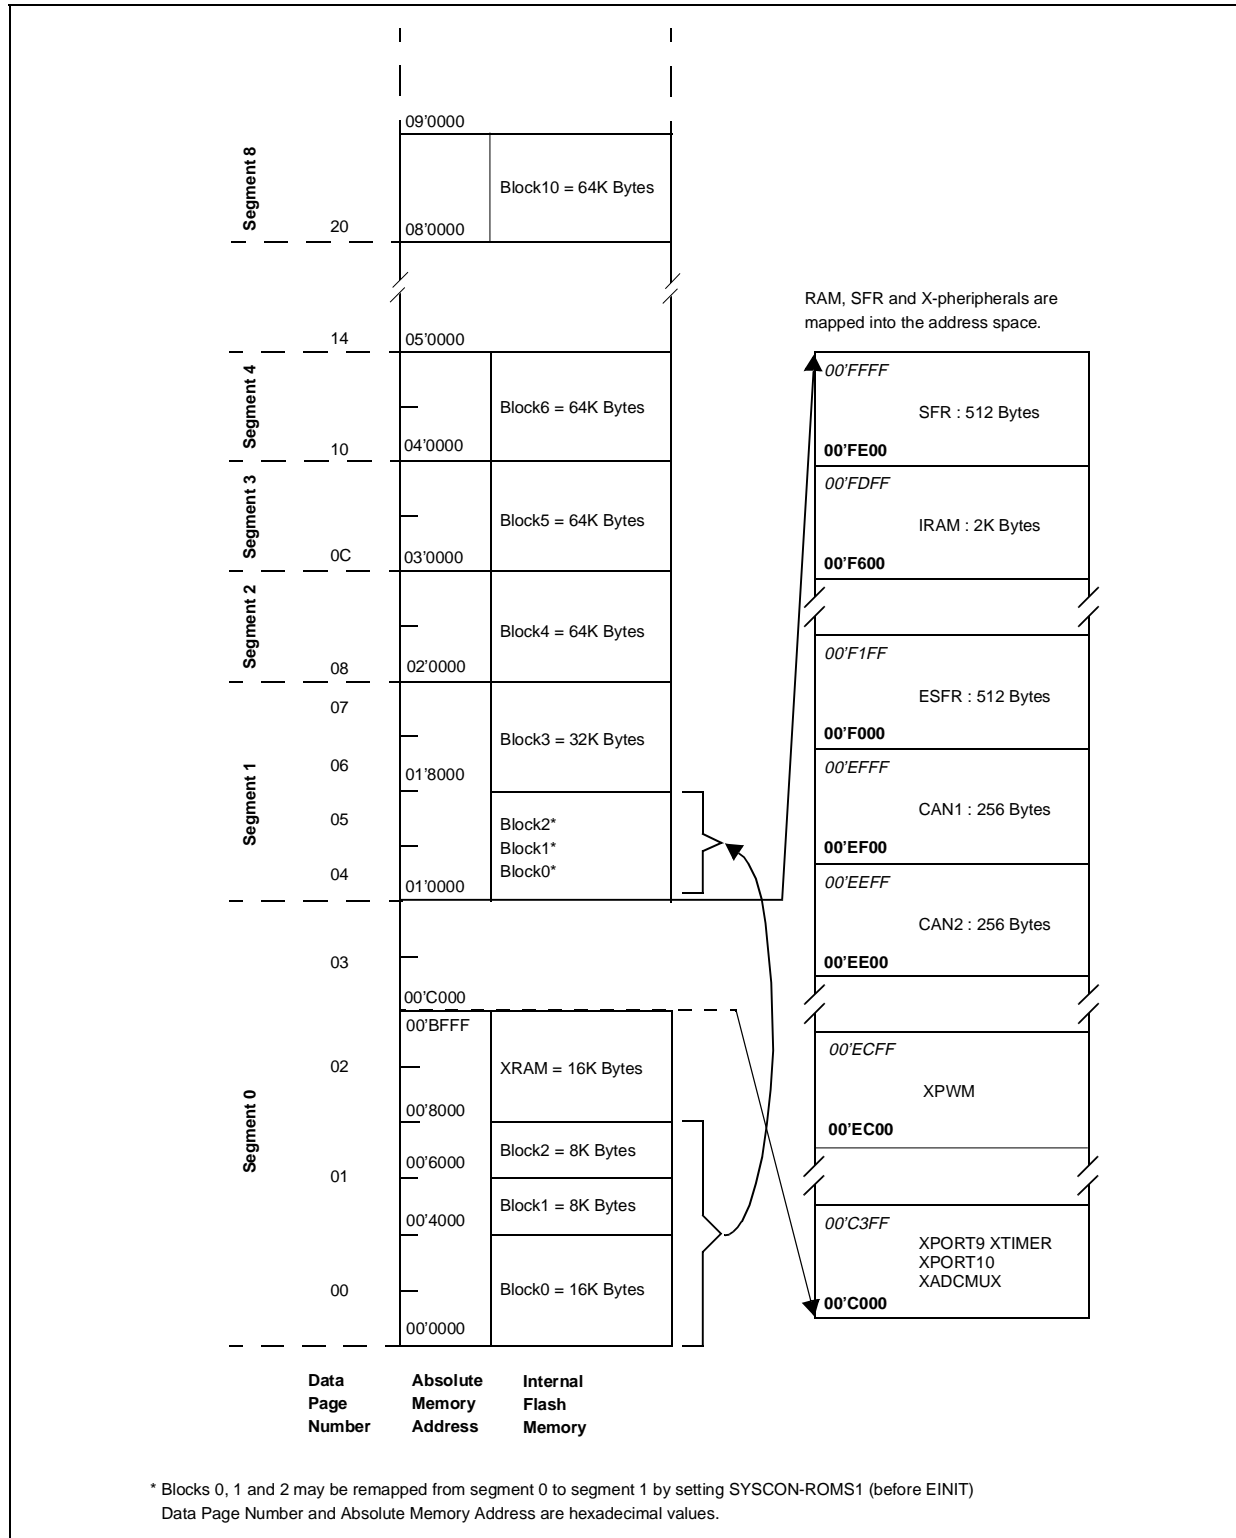 09'0000
Segment 8
Block10 = 64K Bytes
20
08'0000
14
05'0000
Segment 4
Block6 = 64K Bytes
10
04'0000
Segment 3
Block5 = 64K Bytes
0C
03'0000
Segment 2
Block4 = 64K Bytes
08
02'0000
Segment 1
07
Block3 = 32K Bytes
06
01'8000
05
Block2*
Block1*
Block0*
04
01'0000
Segment 0
03
00'C000
00'BFFF
02
XRAM = 16K Bytes
00'8000
Block2 = 8K Bytes
00'6000
01
Block1 = 8K Bytes
00'4000
00
Block0 = 16K Bytes
00'0000
Data
Page
Number
Absolute
Memory
Address
Internal
Flash
Memory
RAM, SFR and X-pheripherals are
mapped into the address space.
00'FFFF
SFR : 512 Bytes
00'FE00
00'FDFF
IRAM : 2K Bytes
00'F600
00'F1FF
ESFR : 512 Bytes
00'F000
00'EFFF
CAN1 : 256 Bytes
00'EF00
00'EEFF
CAN2 : 256 Bytes
00'EE00
00'ECFF
XPWM
00'EC00
00'C3FF
XPORT9 XTIMER
XPORT10
XADCMUX
00'C000
* Blocks 0, 1 and 2 may be remapped from segment 0 to segment 1 by setting SYSCON-ROMS1 (before EINIT)
Data Page Number and Absolute Memory Address are hexadecimal values.